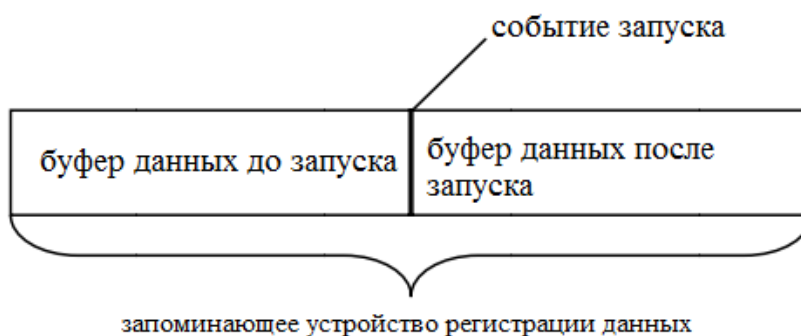 событие запуска
буфер данных до запуска
буфер данных после
запуска
запоминающее устройство регистрации данных